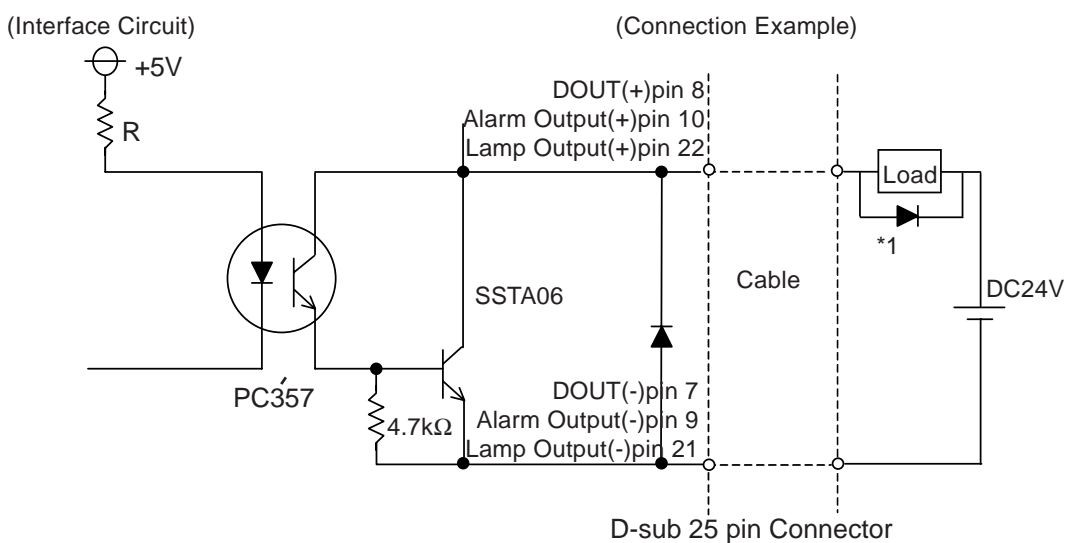 (Interface Circuit)
(Connection Example)
+5V
R
DOUT(+)pin 8
Alarm Output(+)pin 10
Lamp Output(+)pin 22
Load
*1
SSTA06
Cable
DC24V
PC357
4.7kΩ
DOUT(-)pin 7
Alarm Output(-)pin 9
Lamp Output(-)pin 21
D-sub 25 pin Connector